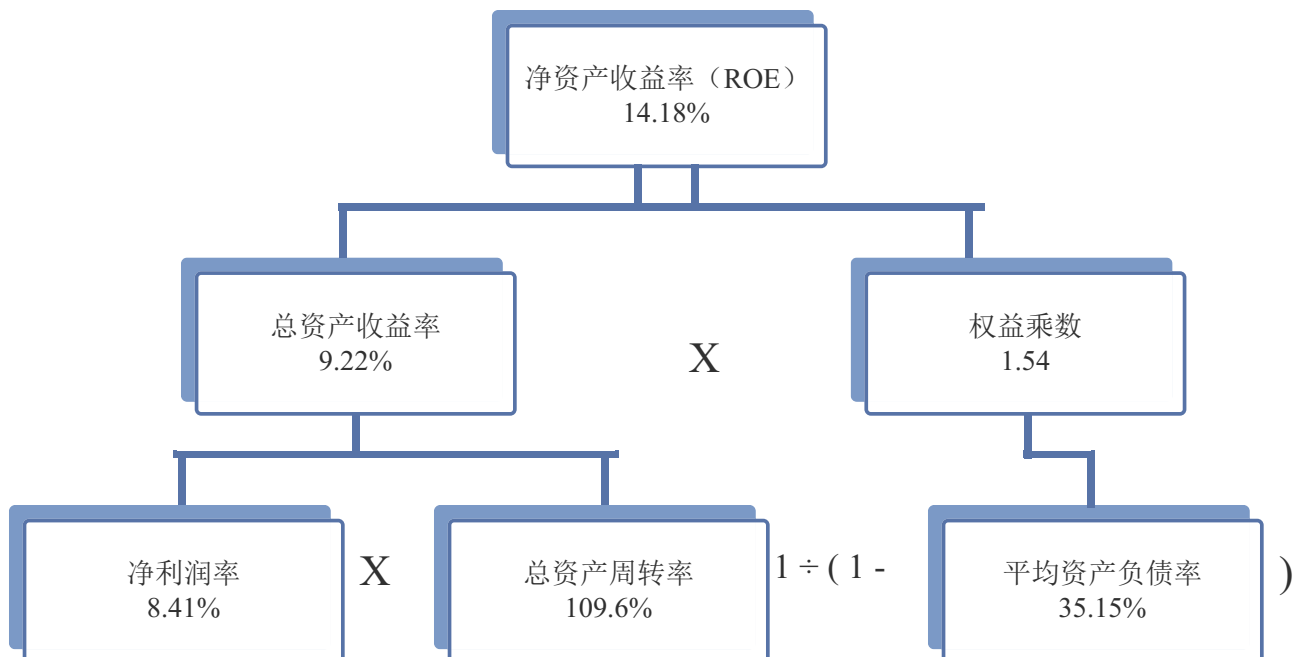 净资产收益率（ROE）
14.18%
总资产收益率
9.22%
X
权益乘数
1.54
净利润率
8.41%
X
总资产周转率
109.6%
1 ÷ ( 1 -
平均资产负债率
35.15%
)